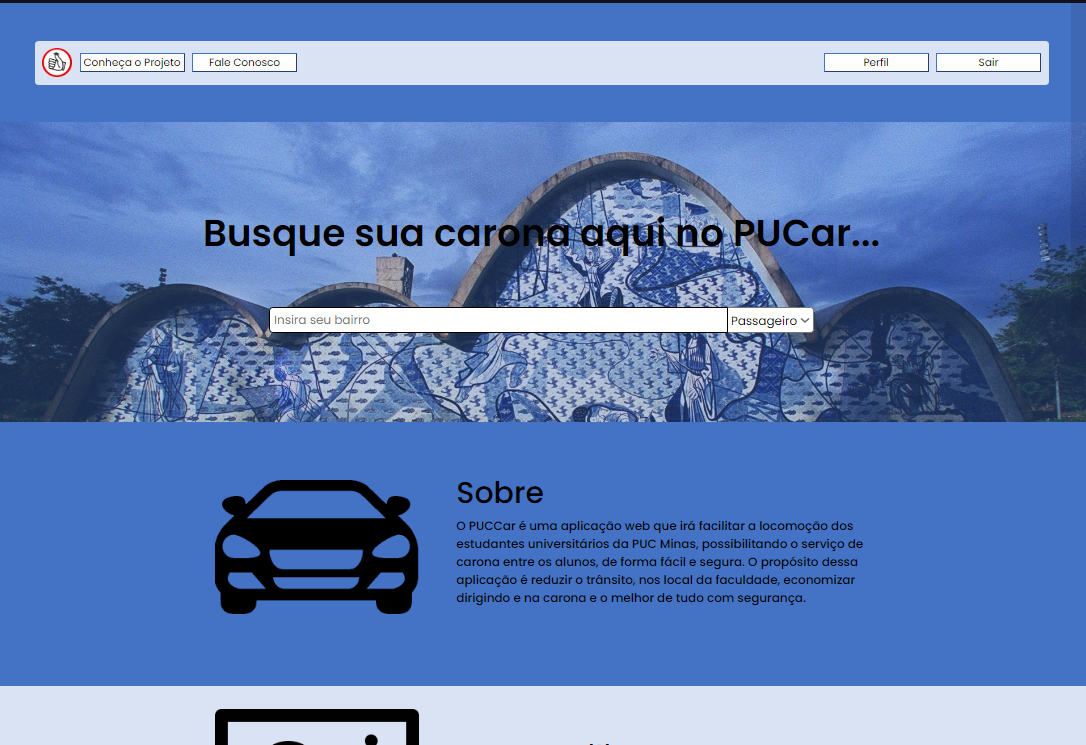 Conheça o Projeto
Fale Conosco
Perfil
Sair
Busque sua carona aqui no PUCar...
Insira seu bairro
Passageiro
Sobre
O PUCCar é uma aplicação web que irá facilitar a locomoção dos
estudantes universitários da PUC Minas, possibilitando o serviço de
carona entre os alunos, de forma fácil e segura. O propósito dessa
aplicação é reduzir o trânsito, nos local da faculdade, economizar
dirigindo e na carona e o melhor de tudo com segurança.